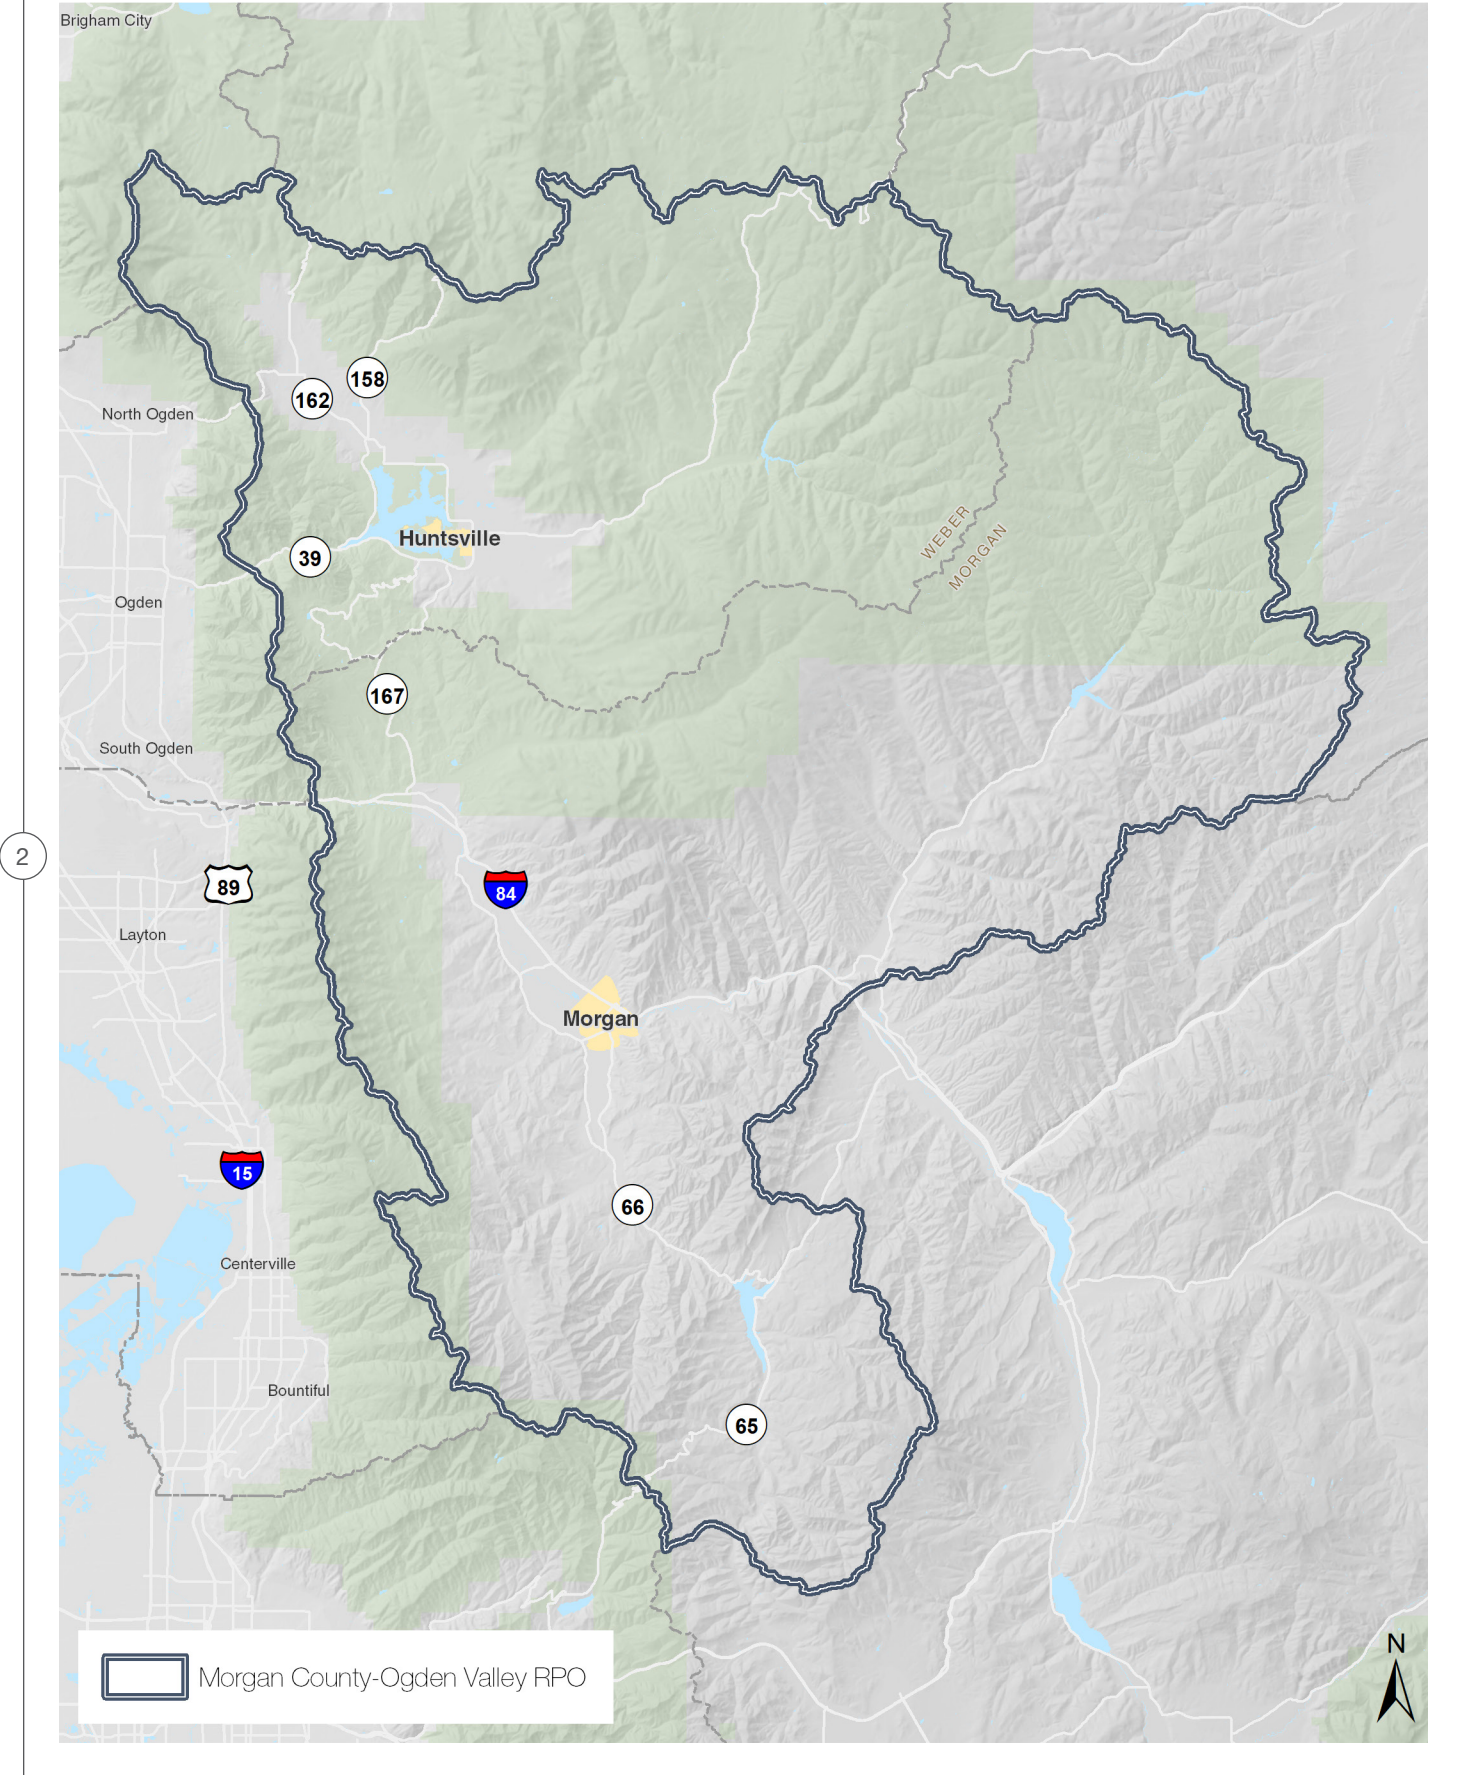 Brigham City
158
162
North Ogden
WEBER
MORGAN
Huntsville
39
Ogden
167
South Ogden
2
89
84
Layton
Morgan
15
66
Centerville
Bountiful
65
N
Morgan County-Ogden Valley RPO